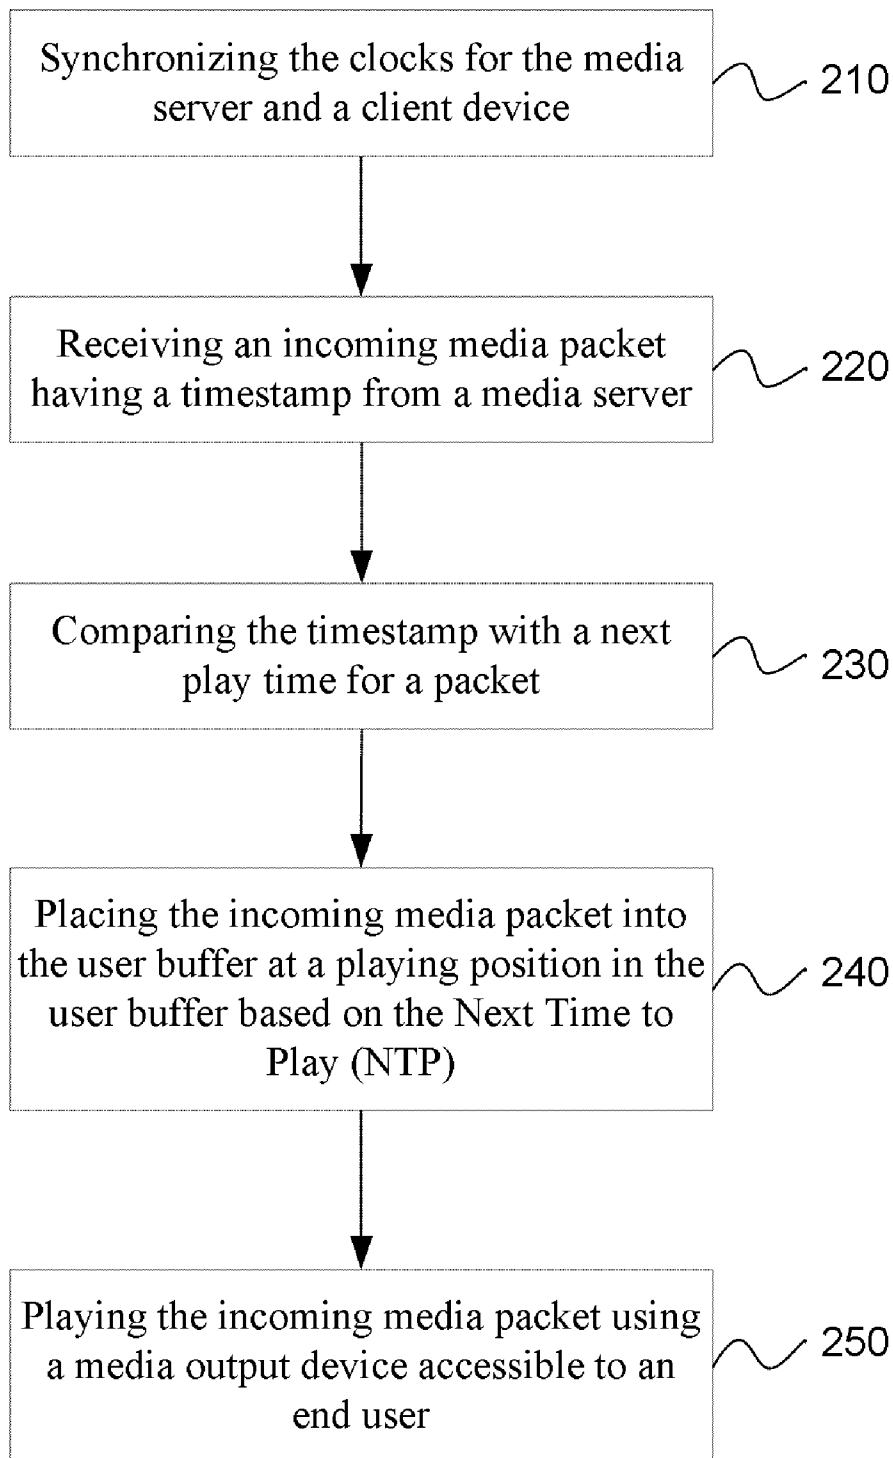 Synchronizing the clocks for the media
server and a client device
210
Receiving an incoming media packet
having a timestamp from a media server
220
Comparing the timestamp with a next
play time for a packet
230
Placing the incoming media packet into
the user buffer at a playing position in the
user buffer based on the Next Time to
Play (NTP)
240
Playing the incoming media packet using
a media output device accessible to an
end user
250